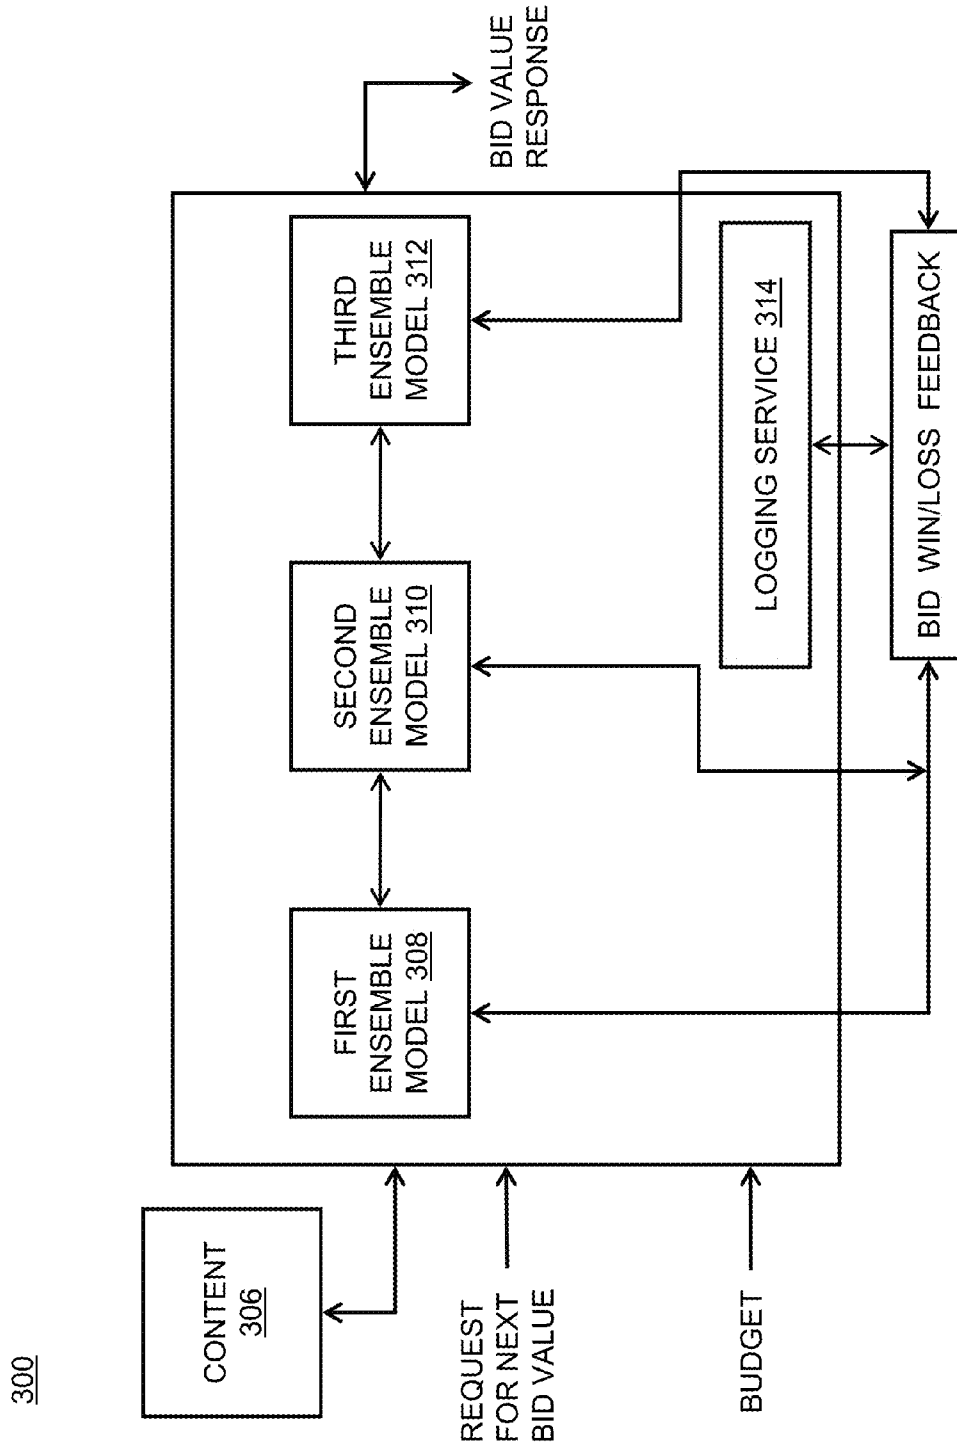 300
CONTENT
306
REQUEST
FOR NEXT
BID VALUE
BUDGET
FIRST
ENSEMBLE
MODEL 308
SECOND
ENSEMBLE
MODEL 310
THIRD
ENSEMBLE
MODEL 312
LOGGING SERVICE 314
BID WIN/LOSS FEEDBACK
BID VALUE
RESPONSE